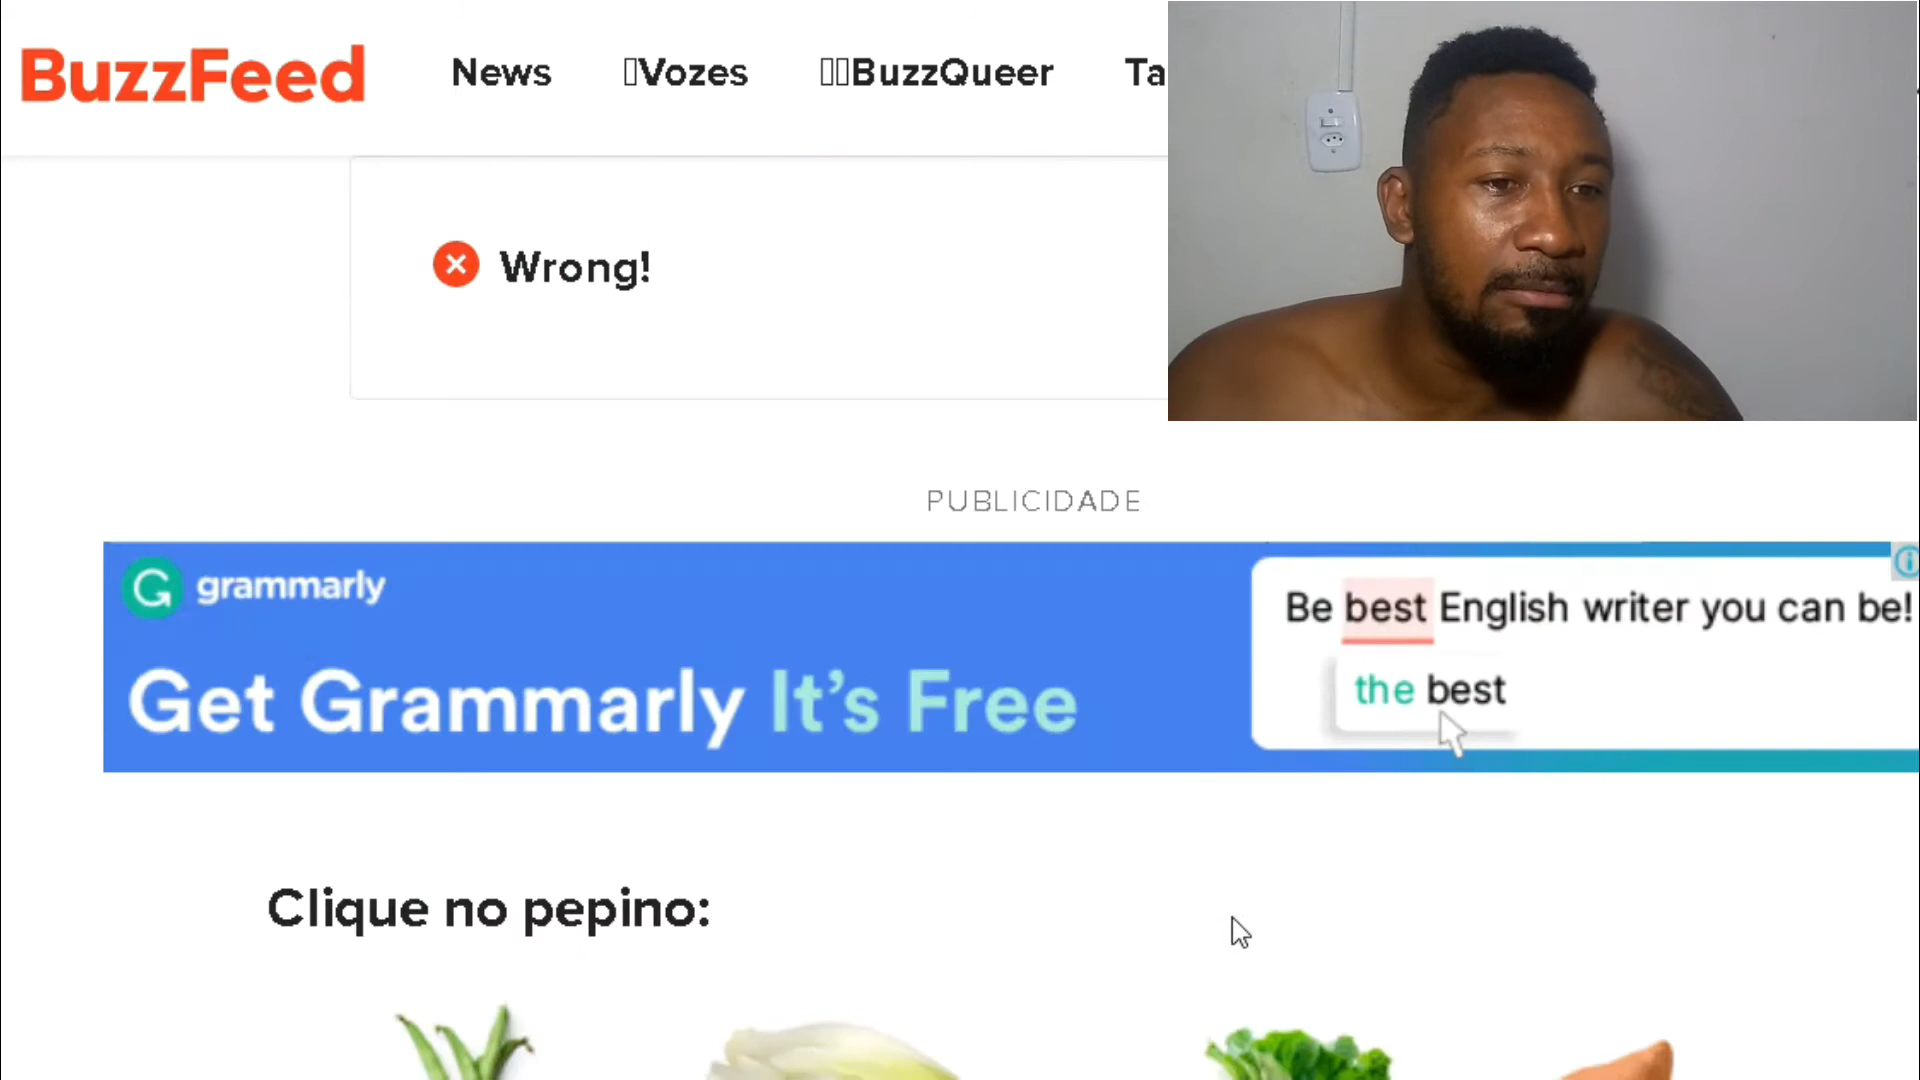 BuzzFeed
News
Vozes
BuzzQueer
Ta
Wrong!
PUBLICIDADE
grammarly
Get Grammarly It's Free
Be best English writer you can be!
the best
Clique no pepino: